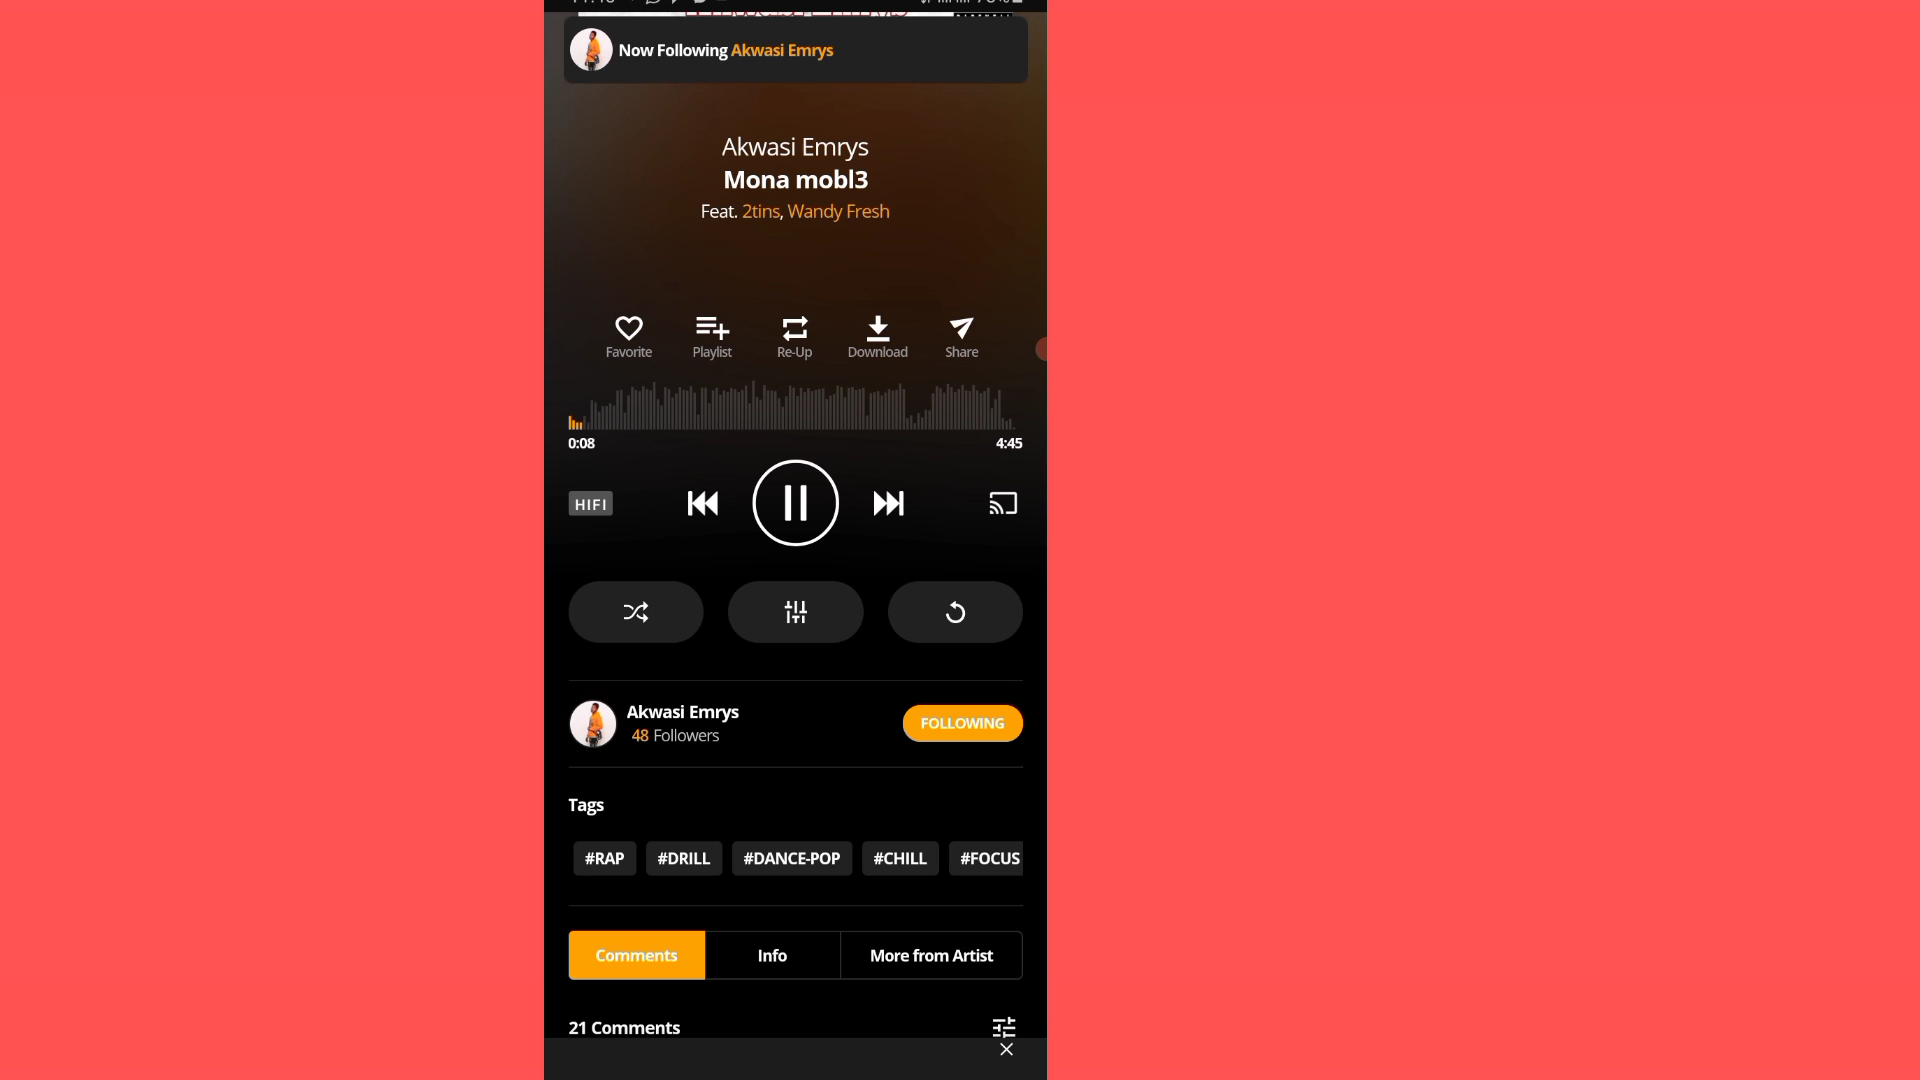 Now Following Akwasi Emrys
Akwasi Emrys
Mona mobl3
Feat. 2tins, Wandy Fresh
Favorite Playlist Re-Up Download Share
0:08 4:45
HIFI
Akwasi Emrys
48 Followers
FOLLOWING
Tags
#RAP #DRILL #DANCE-POP #CHILL #FOCUS
Comments Info More from Artist
21 Comments